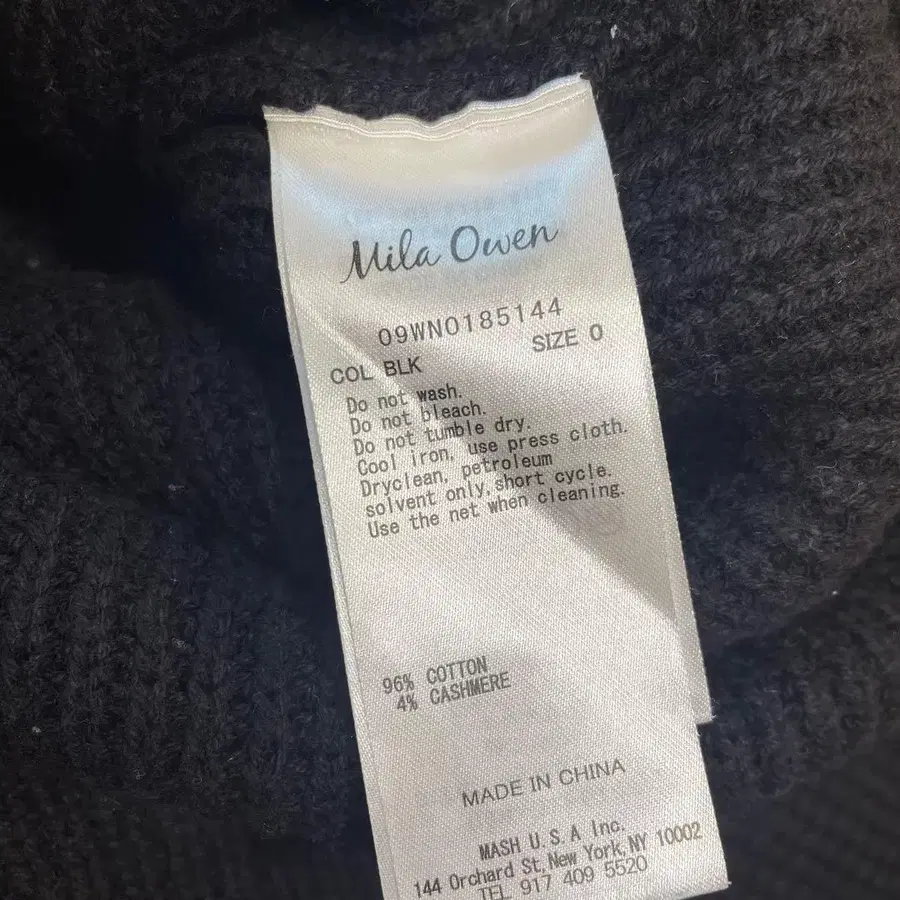 Mila Owen
09WNO185144
COL BLK SIZE 0
Do not wash.
Do not bleach.
Do not tumble dry.
Cool iron, use press cloth.
Dryclean, petroleum
solvent only, short cycle.
Use the net when cleaning.
96% COTTON
4% CASHMERE
MADE IN CHINA
MASH U.S.A Inc.
144 Orchard St, New York, NY 10002
TEL 917 409 5520